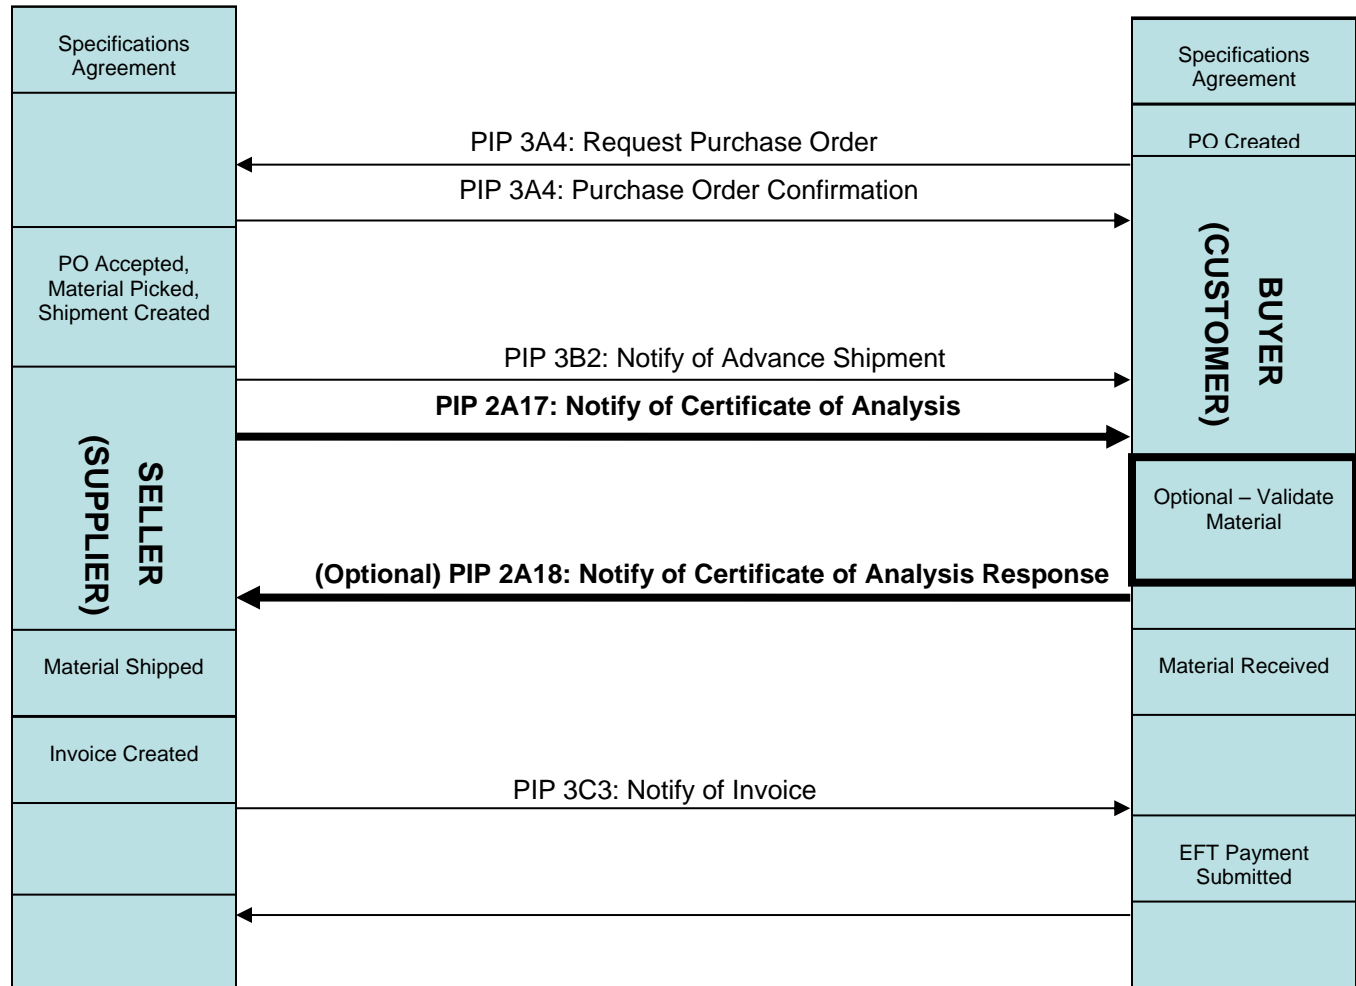 Specifications
Agreement
Specifications
Agreement
PIP 3A4: Request Purchase Order
PO Created
PIP 3A4: Purchase Order Confirmation
PO Accepted,
Material Picked,
Shipment Created
BUYER
(CUSTOMER)
PIP 3B2: Notify of Advance Shipment
PIP 2A17: Notify of Certificate of Analysis
SELLER
(SUPPLIER)
Optional – Validate
Material
(Optional) PIP 2A18: Notify of Certificate of Analysis Response
Material Shipped
Material Received
Invoice Created
PIP 3C3: Notify of Invoice
EFT Payment
Submitted